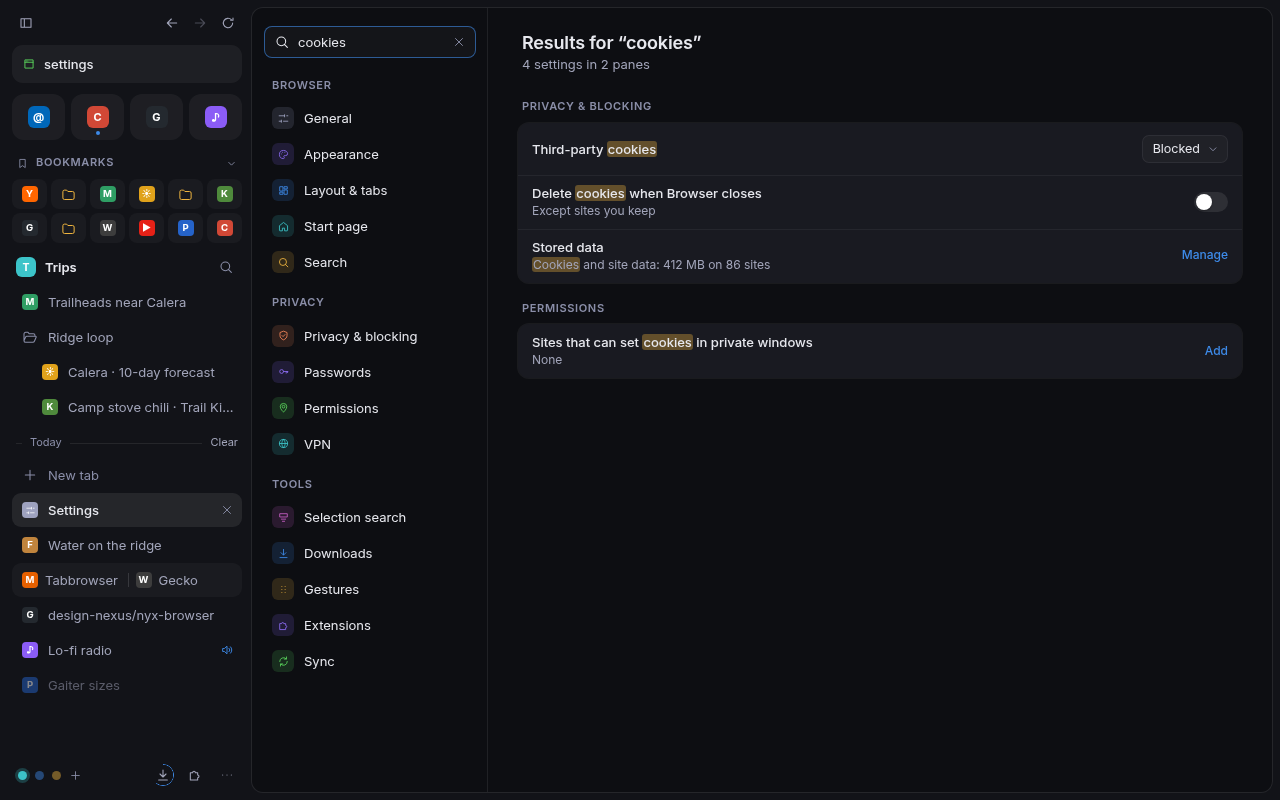 settings
@
C
G
BOOKMARKS
Y
M
K
G
W
P
C
T Trips
M Trailheads near Calera
Ridge loop
Calera · 10-day forecast
K Camp stove chili · Trail Ki...
Today
Clear
New tab
Settings
F Water on the ridge
M Tabbrowser
W Gecko
G design-nexus/nyx-browser
Lo-fi radio
P Gaiter sizes
cookies
BROWSER
General
Appearance
Layout & tabs
Start page
Search
PRIVACY
Privacy & blocking
Passwords
Permissions
VPN
TOOLS
Selection search
Downloads
Gestures
Extensions
Sync
Results for “cookies”
4 settings in 2 panes
PRIVACY & BLOCKING
Third-party cookies
Blocked
Delete cookies when Browser closes
Except sites you keep
Stored data
Cookies and site data: 412 MB on 86 sites
Manage
PERMISSIONS
Sites that can set cookies in private windows
None
Add